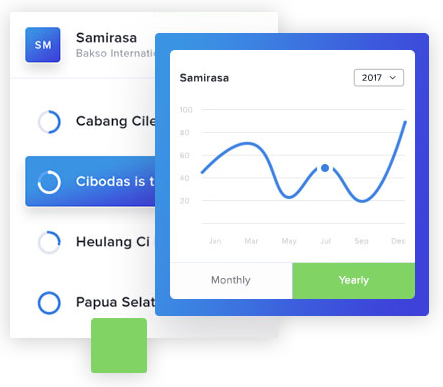 SM
Samirasa
Bakso Internatio
Cabang Cile
Cibodas is t
Heulang Ci
Papua Selat
Samirasa
2017
100
80
60
40
20
Jan Mar May Jul Sep Dec
Monthly Yearly